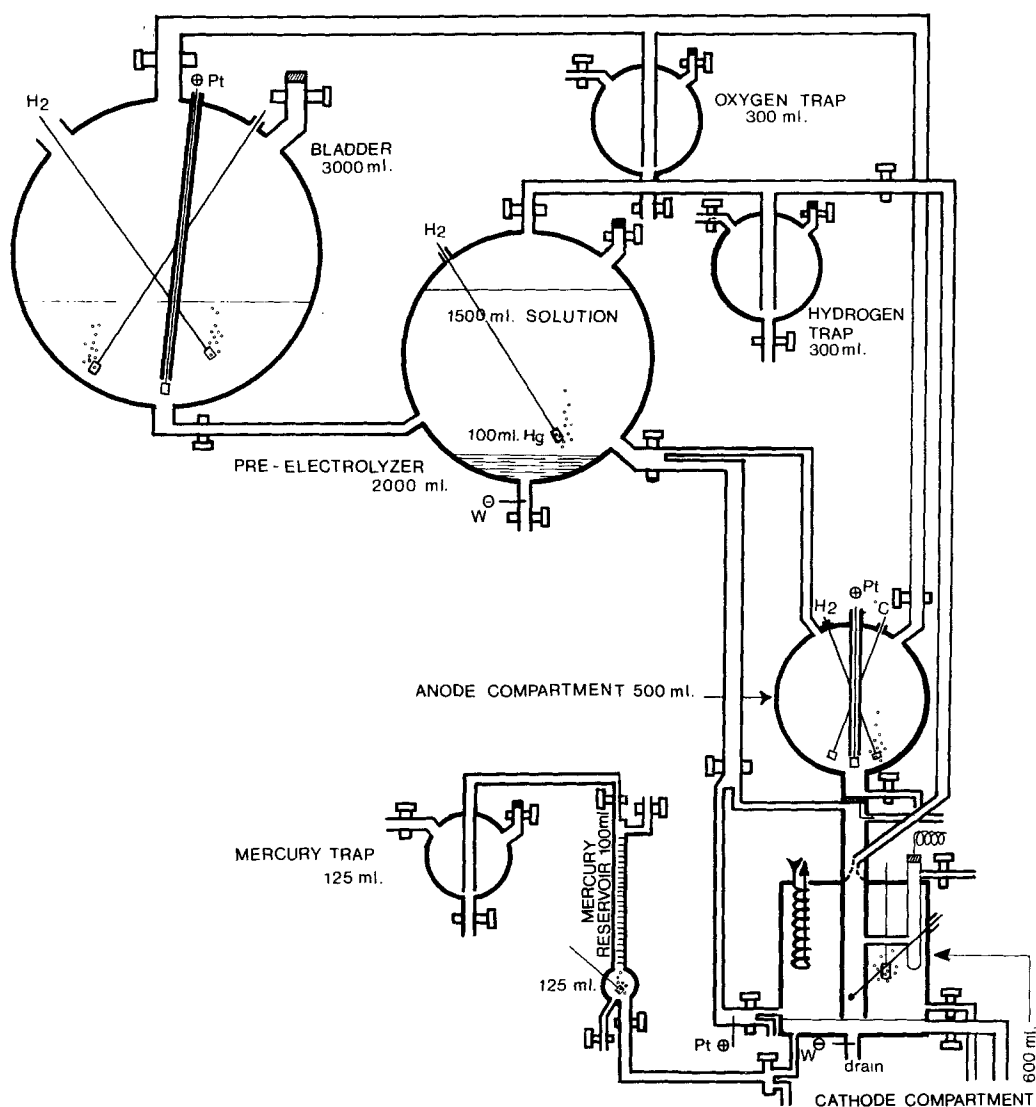 ⊕ Pt
H2
BLADDER
3000 ml.
OXYGEN TRAP
300 ml.
H2
1500 ml. SOLUTION
HYDROGEN
TRAP
300 ml.
100 ml. Hg
PRE-ELECTROLYZER
2000 ml.
⊖
W
⊕ Pt
H2
°C
ANODE COMPARTMENT 500 ml.
MERCURY TRAP
125 ml.
MERCURY
RESERVOIR 100ml
125 ml.
Pt ⊕
W ⊖
drain
600 ml.
CATHODE COMPARTMENT